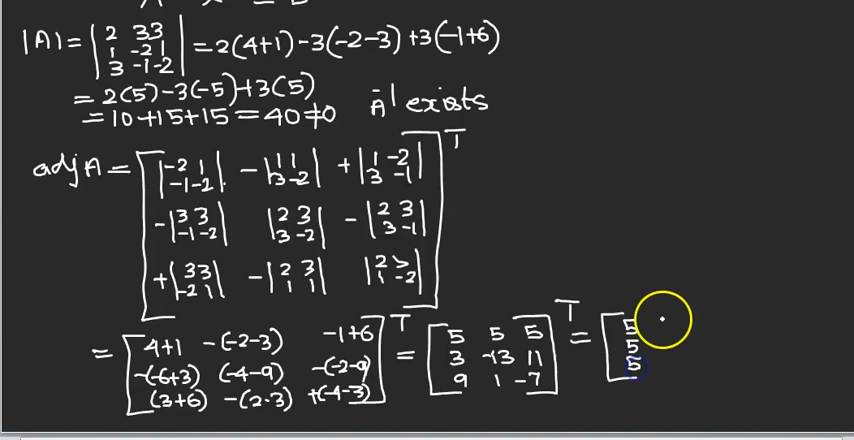 |A| = |2 3 3; 1 -2 1; 3 -1 -2| = 2(4+1)-3(-2-3)+3(-1+6)
= 2(5)-3(-5)+3(5)
= 10+15+15 = 40≠0 A⁻¹ exists
adjA = [|-2 1; -1 -2| -|1 1; 3 -2| +|1 -2; 3 -1|
-|3 3; -1 -2| |2 3; 3 -2| -|2 3; 3 -1|
+|3 3; -2 1| -|2 3; 1 1| |2 3; 1 -2|]ᵀ
= [4+1 -(-2-3) -1+6; -(-6+3) (-4-9) -(-2-9); (3+6) -(2-3) +(-4-3)]ᵀ = [5 5 5; 3 -13 11; 9 1 -7]ᵀ = [5 5 5